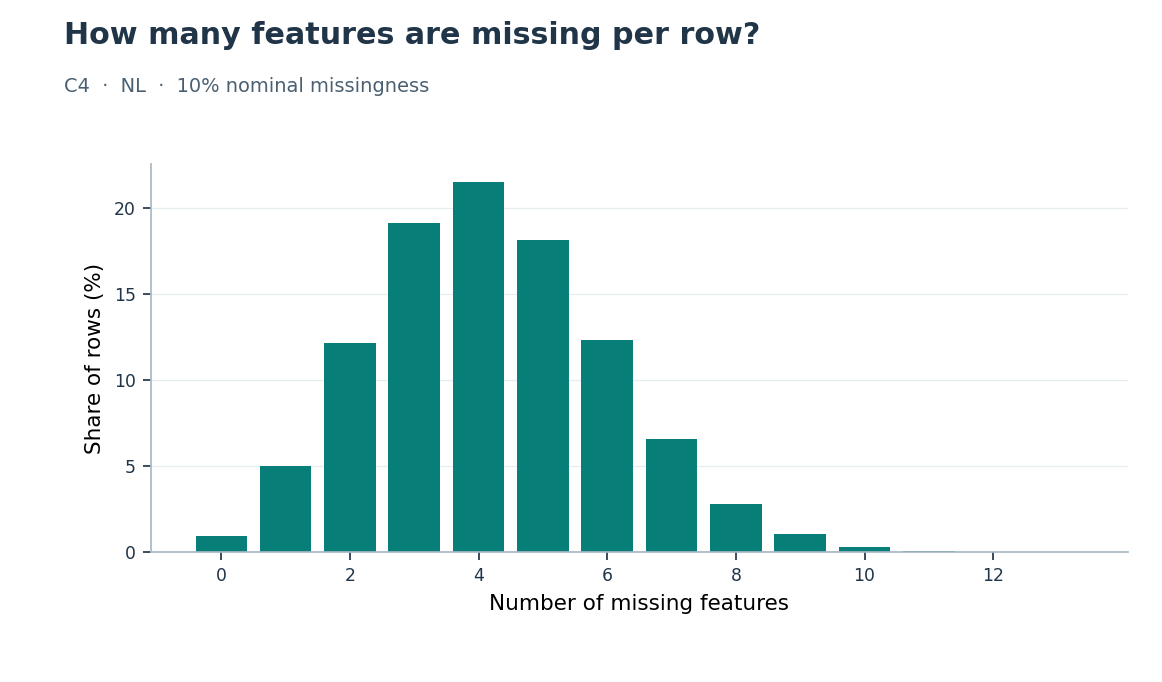 How many features are missing per row?
C4 · NL · 10% nominal missingness
20
15
10
5
0
Share of rows (%)
0 2 4 6 8 10 12
Number of missing features